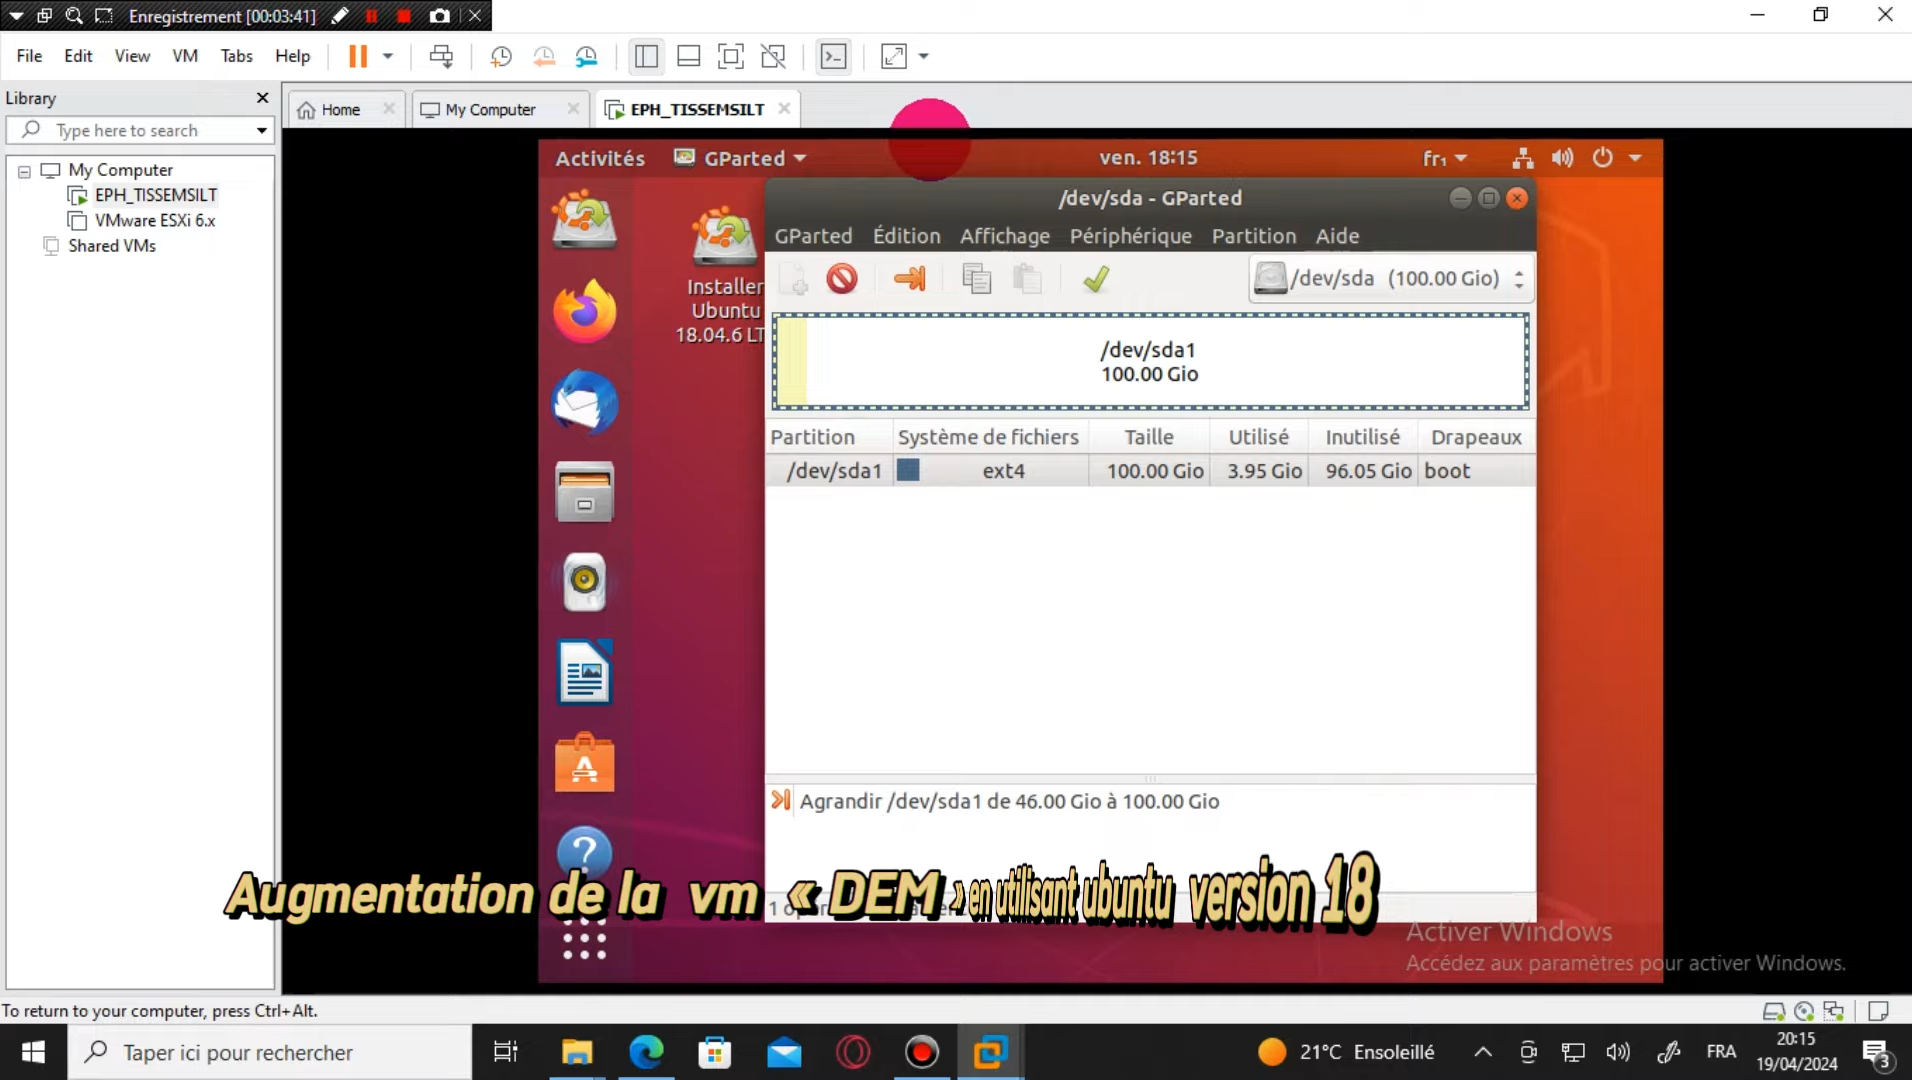 Enregistrement [00:03:41]
File Edit View VM Tabs Help
Library
Type here to search
My Computer
EPH_TISSEMSILT
VMware ESXi 6.x
Shared VMs
Home
My Computer
EPH_TISSEMSILT
Activités
GParted
ven. 18:15
fr₁
Installer
Ubuntu
18.04.6 LT
/dev/sda - GParted
GParted Édition Affichage Périphérique Partition Aide
/dev/sda (100.00 Gio)
/dev/sda1
100.00 Gio
Partition Système de fichiers Taille Utilisé Inutilisé Drapeaux
/dev/sda1 ext4 100.00 Gio 3.95 Gio 96.05 Gio boot
Agrandir /dev/sda1 de 46.00 Gio à 100.00 Gio
Augmentation de la vm « DEM » en utilisant ubuntu version 18
Activer Windows
Accédez aux paramètres pour activer Windows.
To return to your computer, press Ctrl+Alt.
Taper ici pour rechercher
21°C Ensoleillé
FRA
20:15
19/04/2024
3